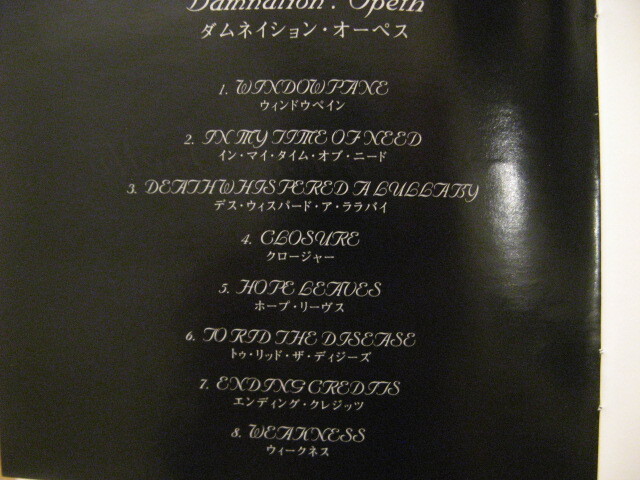 Damnation : Opeth
ダムネイション・オーペス
1. WINDOWPANE
ウィンドウペイン
2. IN MY TIME OF NEED
イン・マイ・タイム・オブ・ニード
3. DEATH WHISPERED A LULLABY
デス・ウィスパード・ア・ララバイ
4. CLOSURE
クロージャー
5. HOPE LEAVES
ホープ・リーヴス
6. TO RID THE DISEASE
トゥ・リッド・ザ・ディジーズ
7. ENDING CREDITS
エンディング・クレジッツ
8. WEAKNESS
ウィークネス